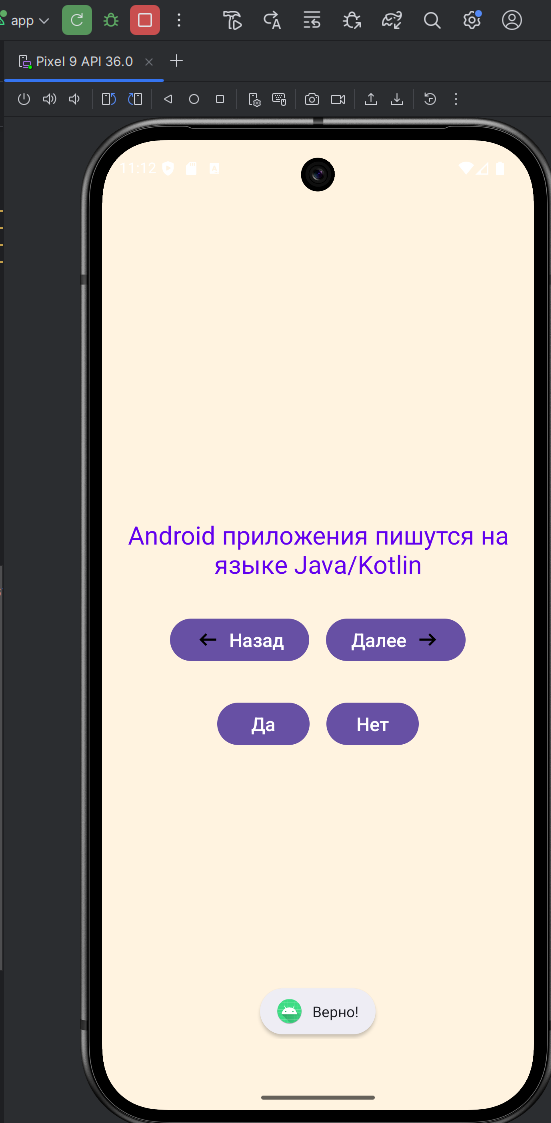 app
Pixel 9 API 36.0
11:12
Android приложения пишутся на
языке Java/Kotlin
Назад
Далее
Да
Нет
Верно!